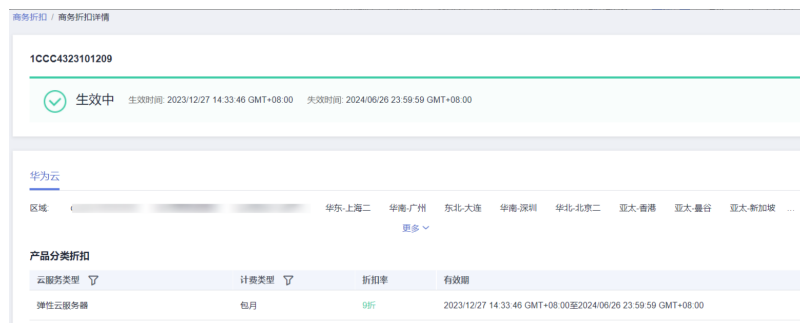 商务折扣 / 商务折扣详情
1CCC4323101209
生效中 生效时间: 2023/12/27 14:33:46 GMT+08:00 失效时间: 2024/06/26 23:59:59 GMT+08:00
华为云
区域: 华东-上海二 华南-广州 东北-大连 华南-深圳 华北-北京二 亚太-香港 亚太-曼谷 亚太-新加坡 ...
更多
产品分类折扣
云服务类型 计费类型 折扣率 有效期
弹性云服务器 包月 9折 2023/12/27 14:33:46 GMT+08:00至2024/06/26 23:59:59 GMT+08:00